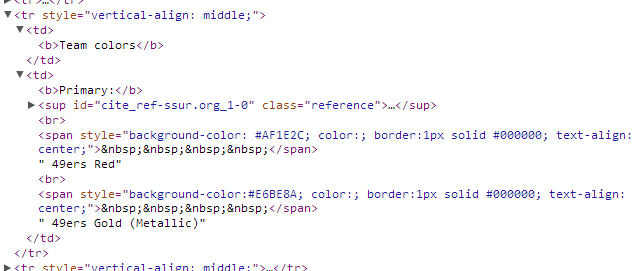 ▶<tr>…</tr>
▼<tr style="vertical-align: middle;">
▼<td>
<b>Team colors</b>
</td>
▼<td>
<b>Primary:</b>
▶<sup id="cite_ref-ssur.org_1-0" class="reference">…</sup>
<br>
<span style="background-color: #AF1E2C; color:; border:1px solid #000000; text-align:
center;">&nbsp;&nbsp;&nbsp;&nbsp;</span>
" 49ers Red"
<br>
<span style="background-color:#E6BE8A; color:; border:1px solid #000000; text-align:
center;">&nbsp;&nbsp;&nbsp;&nbsp;</span>
" 49ers Gold (Metallic)"
</td>
</tr>
▶<tr style="vertical-align: middle;">…</tr>